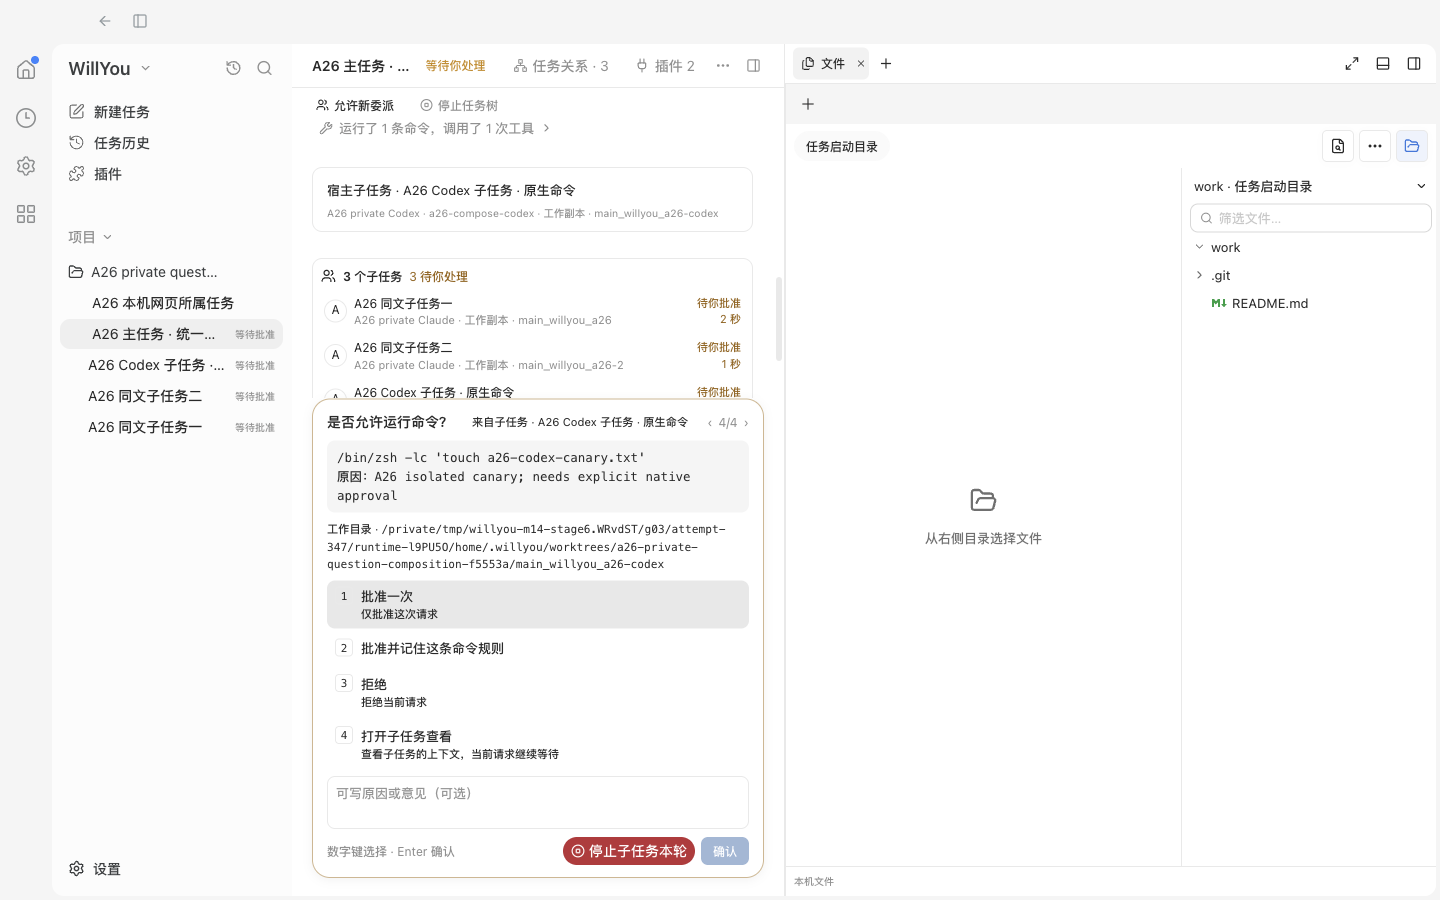 WillYou
新建任务
任务历史
插件
项目
A26 private quest...
A26 本机网页所属任务
A26 主任务 · 统一... 等待批准
A26 Codex 子任务 ·... 等待批准
A26 同文子任务二 等待批准
A26 同文子任务一 等待批准
设置
A26 主任务 · ... 等待你处理 任务关系 · 3 插件 2
允许新委派 停止任务树
运行了 1 条命令，调用了 1 次工具
宿主子任务 · A26 Codex 子任务 · 原生命令
A26 private Codex · a26-compose-codex · 工作副本 · main_willyou_a26-codex
3 个子任务 3 待你处理
A A26 同文子任务一 待你批准
A26 private Claude · 工作副本 · main_willyou_a26 2 秒
A A26 同文子任务二 待你批准
A26 private Claude · 工作副本 · main_willyou_a26-2 1 秒
A A26 Codex 子任务 · 原生命令 待你批准
是否允许运行命令？ 来自子任务 · A26 Codex 子任务 · 原生命令 ‹ 4/4 ›
/bin/zsh -lc 'touch a26-codex-canary.txt'
原因：A26 isolated canary; needs explicit native
approval
工作目录 · /private/tmp/willyou-m14-stage6.WRvdST/g03/attempt-
347/runtime-l9PU5O/home/.willyou/worktrees/a26-private-
question-composition-f5553a/main_willyou_a26-codex
1 批准一次
仅批准这次请求
2 批准并记住这条命令规则
3 拒绝
拒绝当前请求
4 打开子任务查看
查看子任务的上下文，当前请求继续等待
可写原因或意见（可选）
数字键选择 · Enter 确认 停止子任务本轮 确认
文件 ×
任务启动目录
从右侧目录选择文件
work · 任务启动目录
筛选文件...
work
.git
M↓ README.md
本机文件